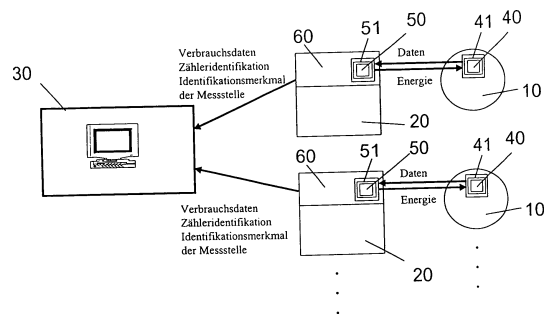 30
Verbrauchsdaten
Zähleridentifikation
Identifikationsmerkmal
der Messstelle
60
51
50
Daten
Energie
41
40
10
20
60
51
50
Daten
Energie
41
40
10
20
Verbrauchsdaten
Zähleridentifikation
Identifikationsmerkmal
der Messstelle